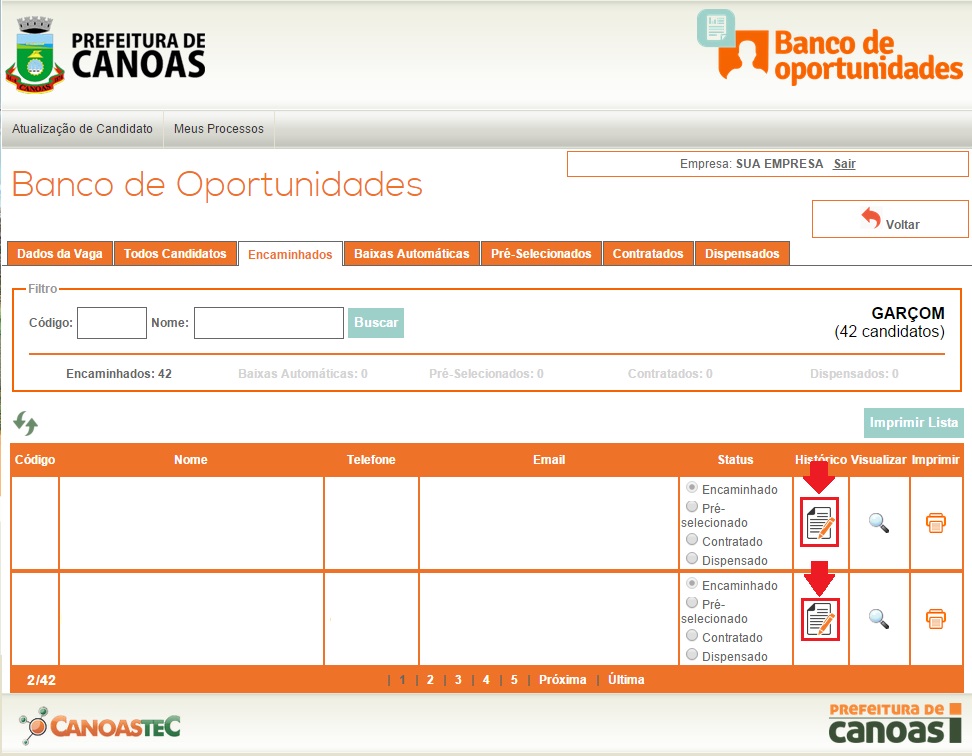 PREFEITURA DE
CANOAS
CANOAS
Banco de
oportunidades
Atualização de Candidato Meus Processos
Empresa: SUA EMPRESA Sair
Banco de Oportunidades
Voltar
Dados da Vaga Todos Candidatos Encaminhados Baixas Automáticas Pré-Selecionados Contratados Dispensados
Filtro
Código: Nome: Buscar
GARÇOM
(42 candidatos)
Encaminhados: 42 Baixas Automáticas: 0 Pré-Selecionados: 0 Contratados: 0 Dispensados: 0
Imprimir Lista
Código Nome Telefone Email Status Histórico Visualizar Imprimir
Encaminhado
Pré-
selecionado
Contratado
Dispensado
Encaminhado
Pré-
selecionado
Contratado
Dispensado
2/42 | 1 | 2 | 3 | 4 | 5 | Próxima | Última
CANOASTEC
PREFEITURA DE
canoas